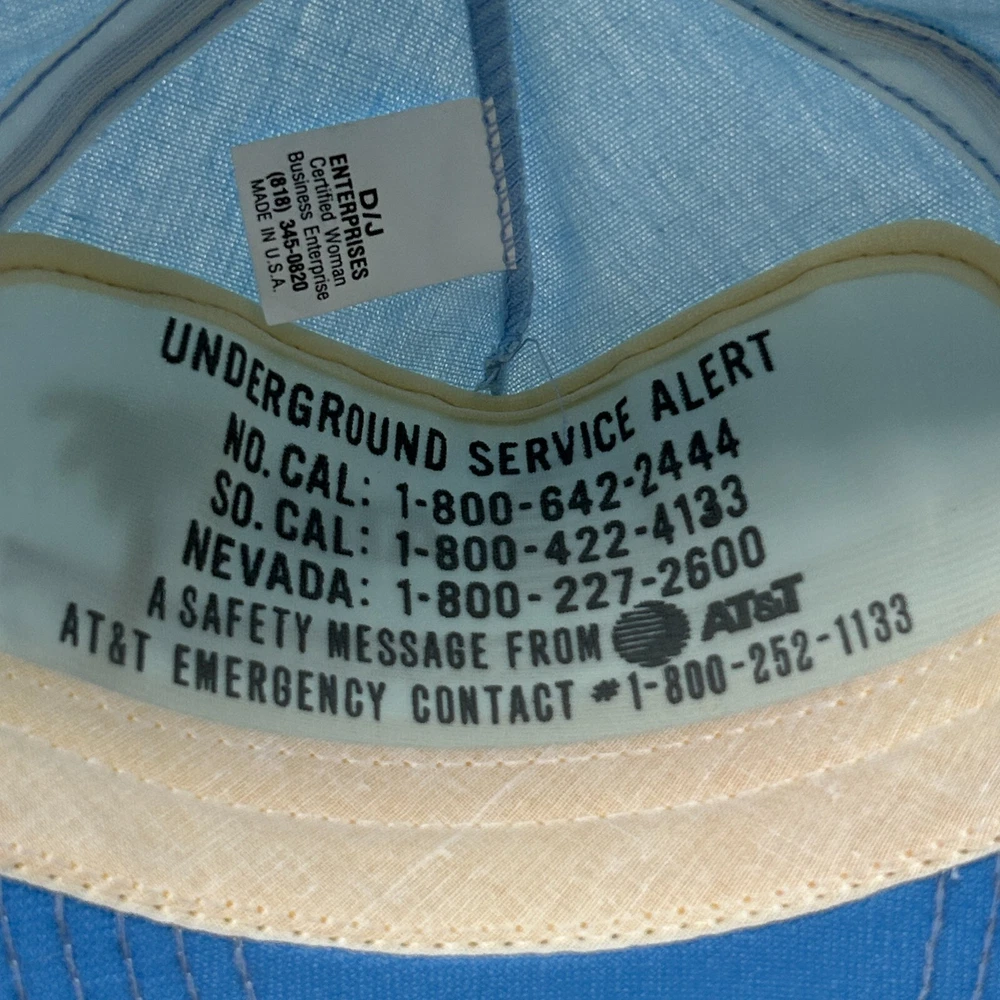 D/J
ENTERPRISES
Certified Woman
Business Enterprise
(818) 345-0820
MADE IN U.S.A.
UNDERGROUND SERVICE ALERT
NO. CAL: 1-800-642-2444
SO. CAL: 1-800-422-4133
NEVADA: 1-800-227-2600
A SAFETY MESSAGE FROM AT&T
AT&T EMERGENCY CONTACT #1-800-252-1133